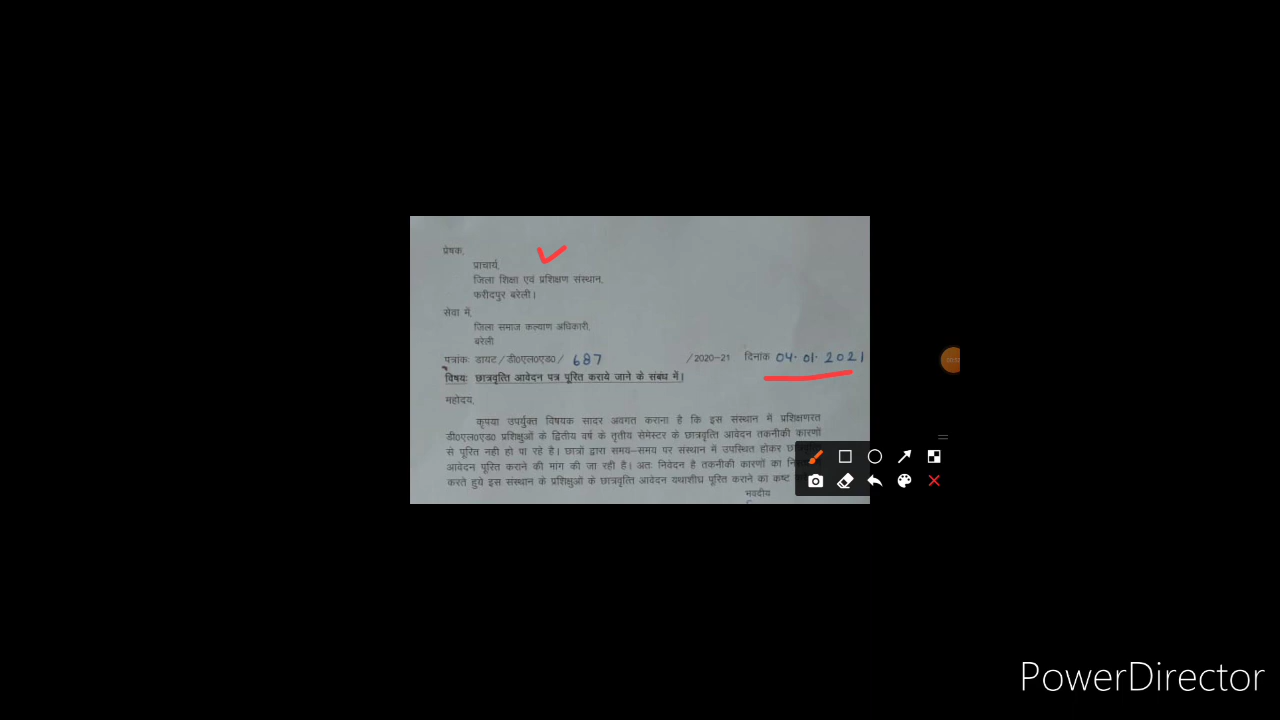 प्रेषक,
प्राचार्य,
जिला शिक्षा एवं प्रशिक्षण संस्थान,
फरीदपुर बरेली।
सेवा में,
जिला समाज कल्याण अधिकारी,
बरेली
पत्रांक: डायट/डी०एल०एड०/ 687 /2020-21 दिनांक 04.01.2021
विषयः छात्रवृत्ति आवेदन पत्र पूरित कराये जाने के संबंध में।
महोदय,
कृपया उपर्युक्त विषयक सादर अवगत कराना है कि इस संस्थान में प्रशिक्षणरत
डी०एल०एड० प्रशिक्षुओं के द्वितीय वर्ष के तृतीय सेमेस्टर के छात्रवृत्ति आवेदन तकनीकी कारणों
से पूरित नही हो पा रहे है। छात्रों द्वारा समय-समय पर संस्थान में उपस्थित होकर
आवेदन पूरित कराने की मांग की जा रही है। अतः निवेदन है तकनीकी कारणों का
करते हुये इस संस्थान के प्रशिक्षुओं के छात्रवृत्ति आवेदन यथाशीघ्र पूरित कराने का कष्ट
भवदीय
PowerDirector